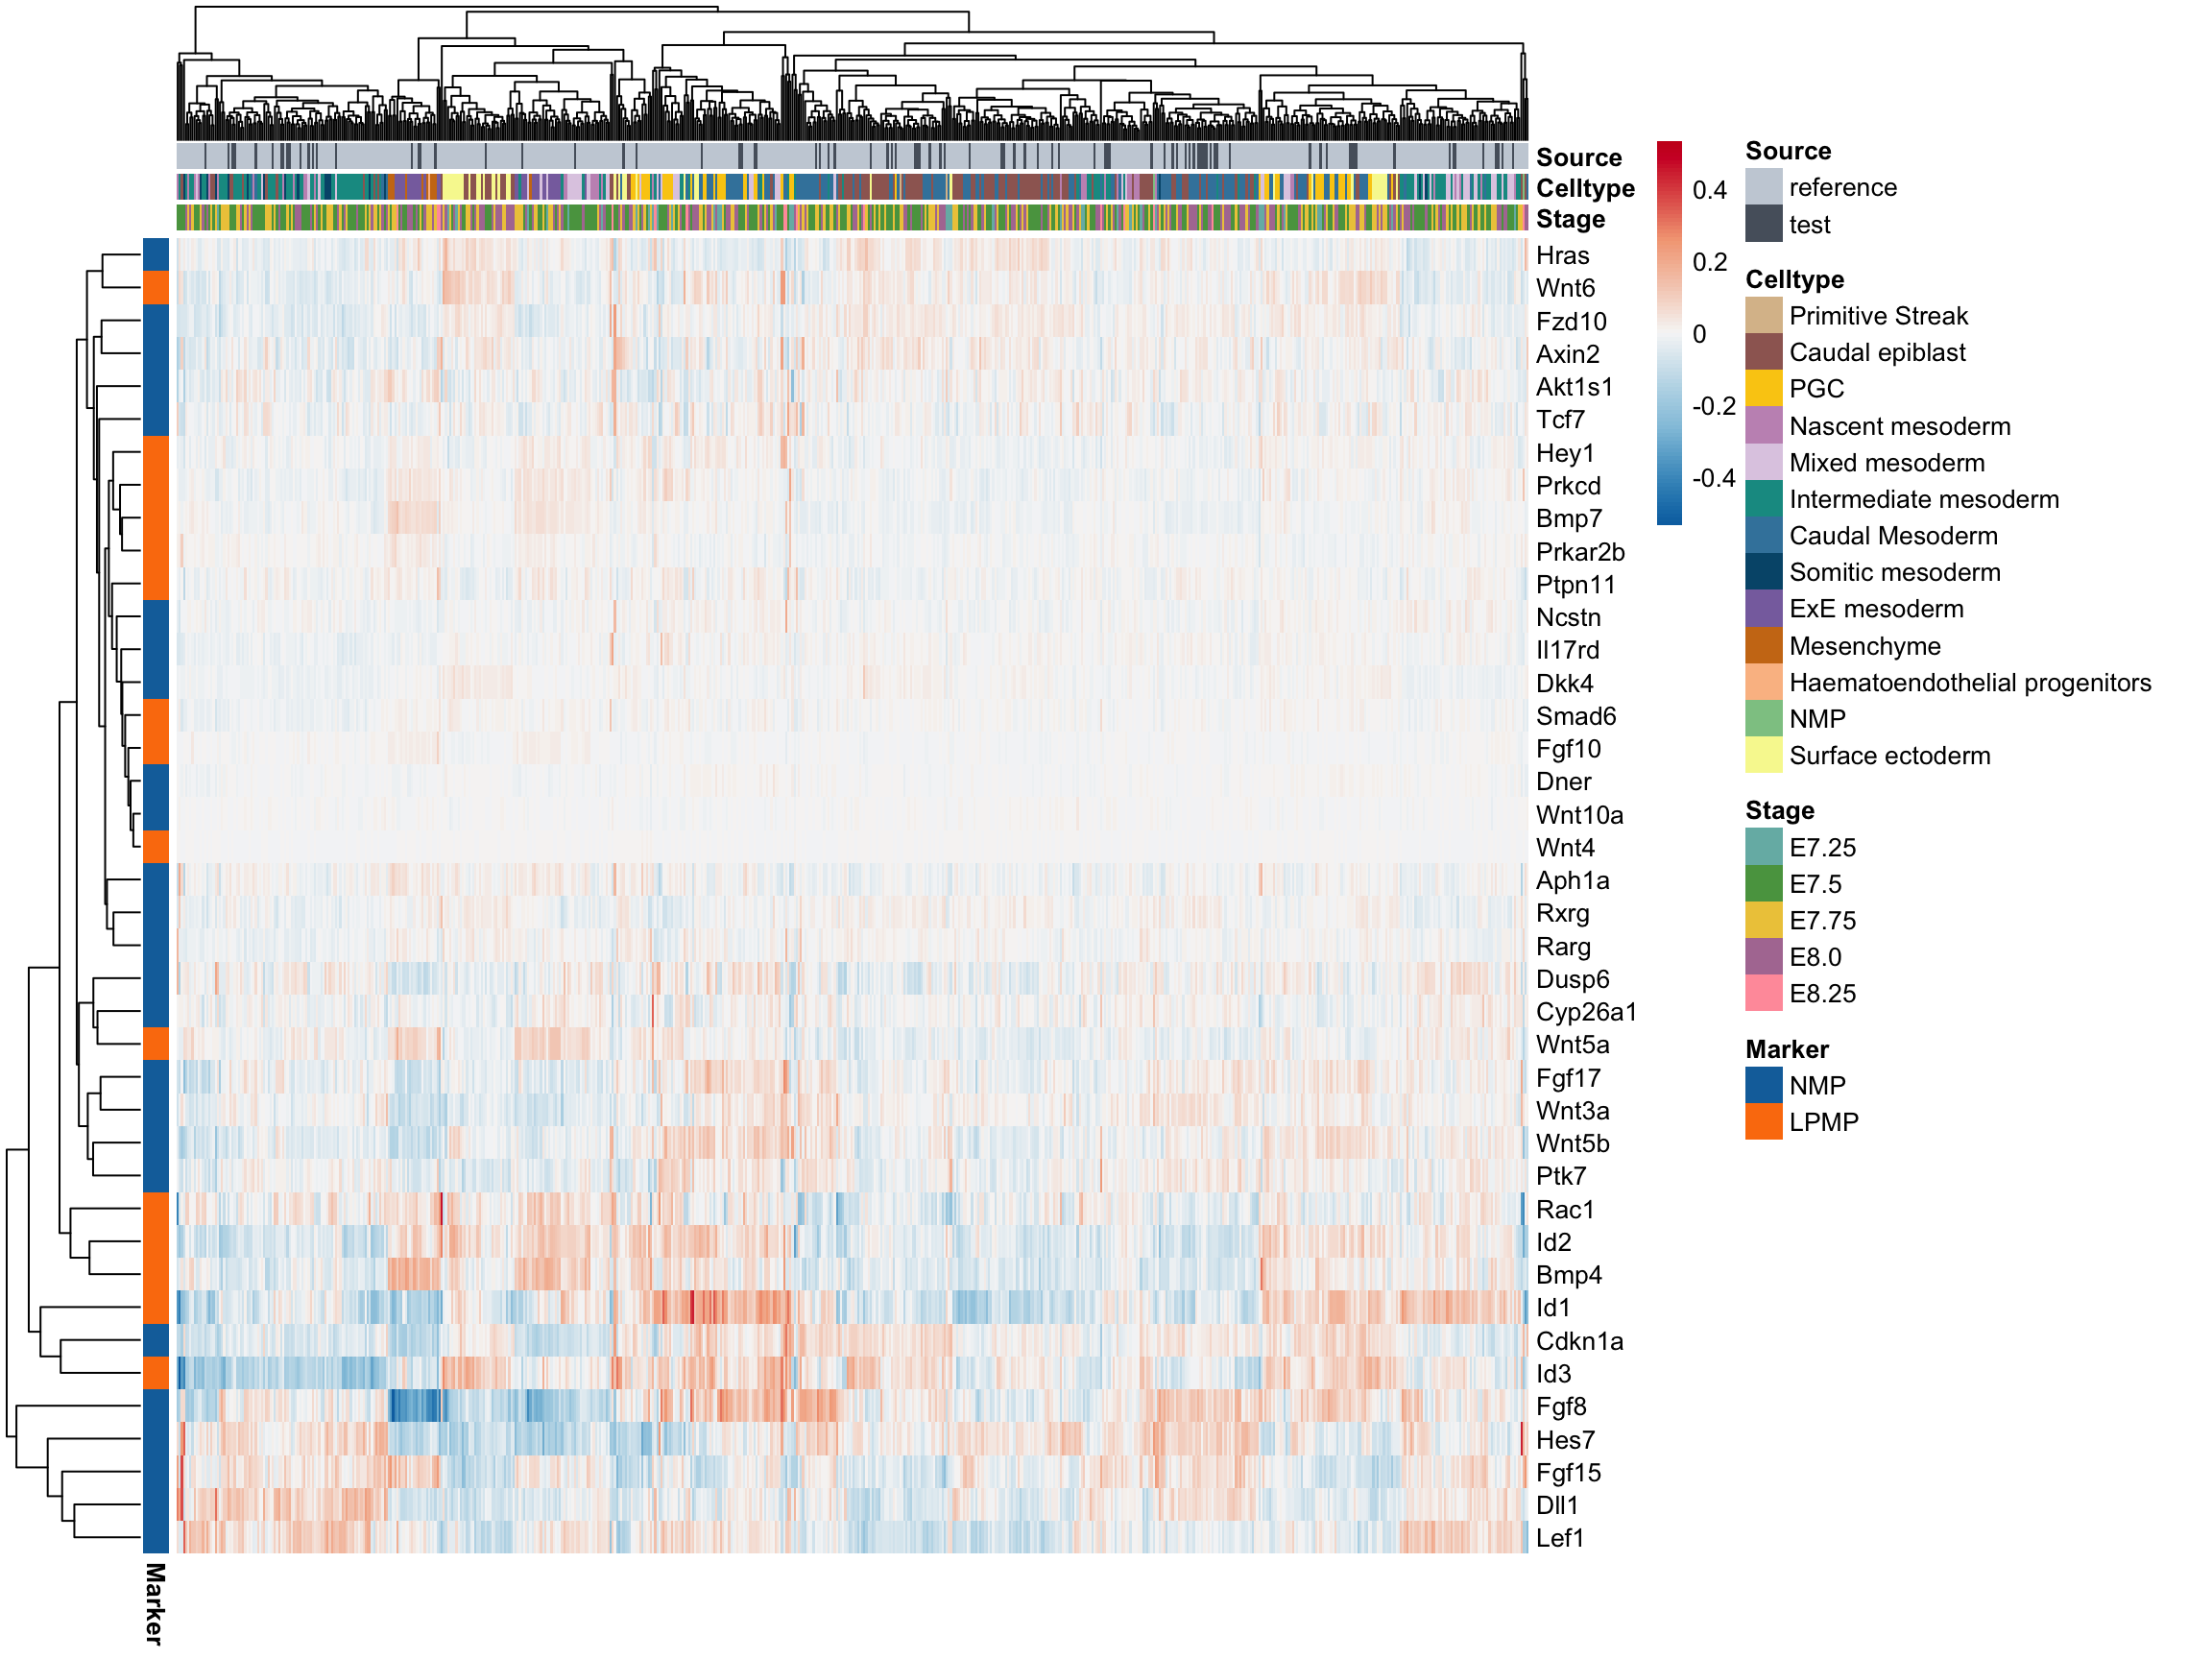 Source
Celltype
Stage
Hras
Wnt6
Fzd10
Axin2
Akt1s1
Tcf7
Hey1
Prkcd
Bmp7
Prkar2b
Ptpn11
Ncstn
Il17rd
Dkk4
Smad6
Fgf10
Dner
Wnt10a
Wnt4
Aph1a
Rxrg
Rarg
Dusp6
Cyp26a1
Wnt5a
Fgf17
Wnt3a
Wnt5b
Ptk7
Rac1
Id2
Bmp4
Id1
Cdkn1a
Id3
Fgf8
Hes7
Fgf15
Dll1
Lef1
Marker
0.4
0.2
0
-0.2
-0.4
Source
reference
test
Celltype
Primitive Streak
Caudal epiblast
PGC
Nascent mesoderm
Mixed mesoderm
Intermediate mesoderm
Caudal Mesoderm
Somitic mesoderm
ExE mesoderm
Mesenchyme
Haematoendothelial progenitors
NMP
Surface ectoderm
Stage
E7.25
E7.5
E7.75
E8.0
E8.25
Marker
NMP
LPMP